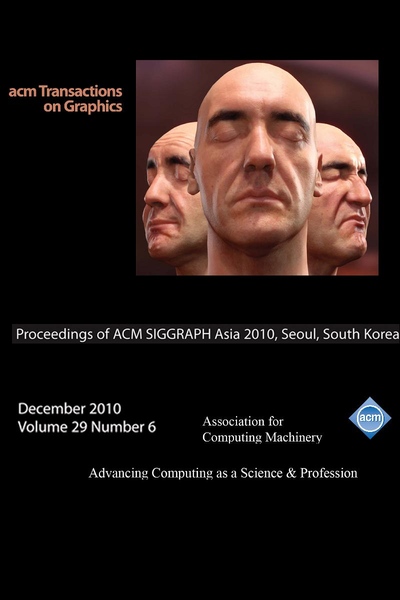 acm Transactions
on Graphics
Proceedings of ACM SIGGRAPH Asia 2010, Seoul, South Korea
December 2010
Volume 29 Number 6
Association for
Computing Machinery
acm
Advancing Computing as a Science & Profession